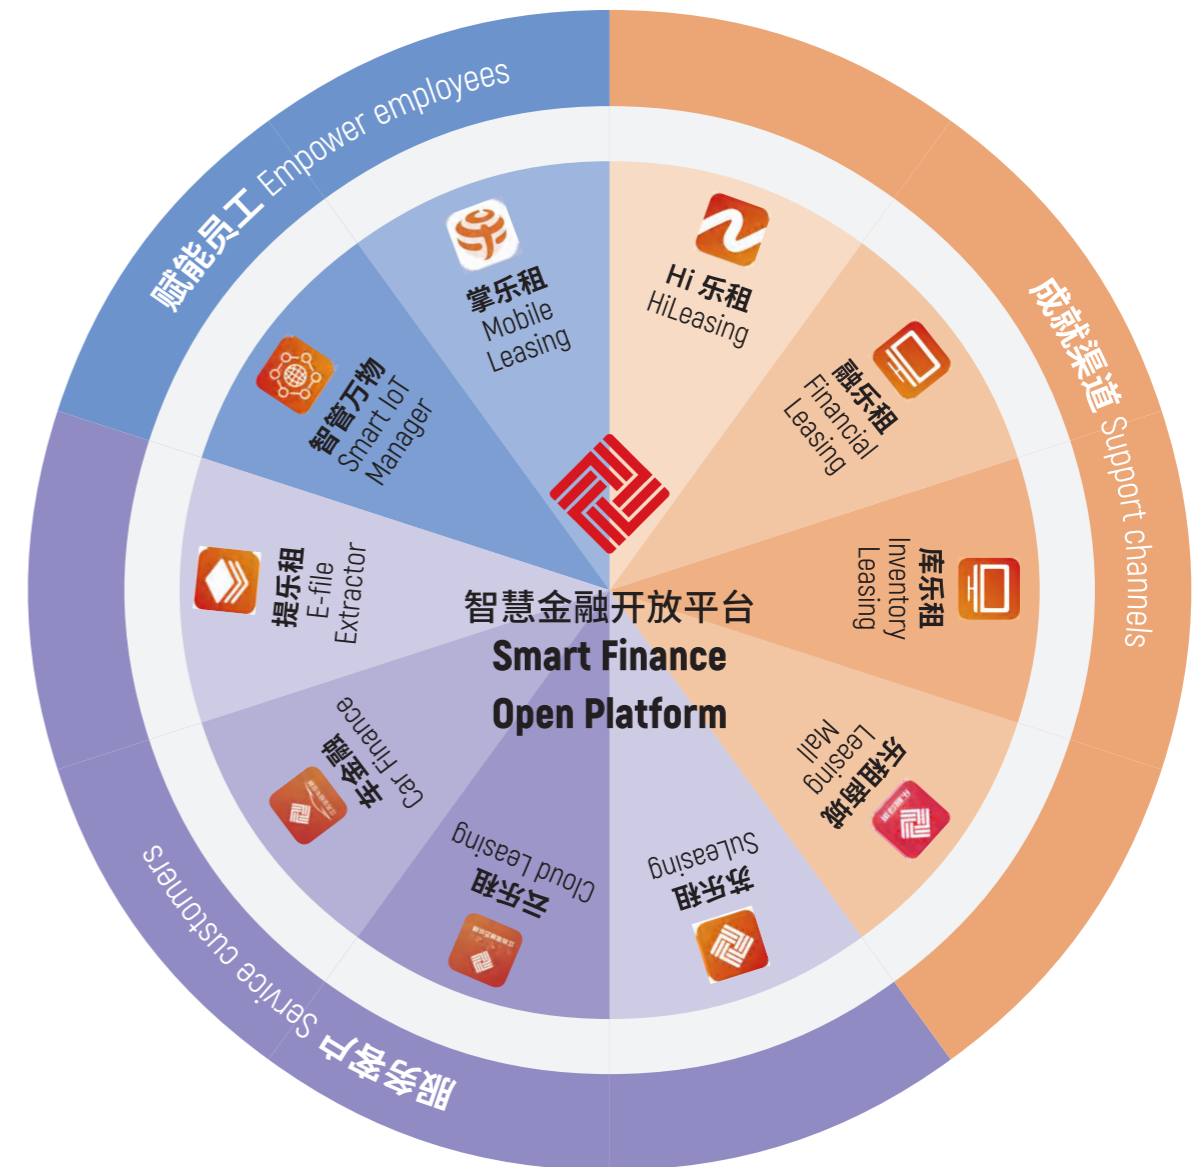 赋能员工 Empower employees
成就渠道 Support channels
服务客户 Service customers
掌乐租
Mobile
Leasing
Hi 乐租
HiLeasing
融乐租
Financial
Leasing
库乐租
Inventory
Leasing
乐租商城
Leasing
Mall
苏乐租
SuLeasing
云乐租
Cloud Leasing
车金融
Car Finance
提乐租
E-file
Extractor
智管万物
Smart IoT
Manager
智慧金融开放平台
Smart Finance
Open Platform